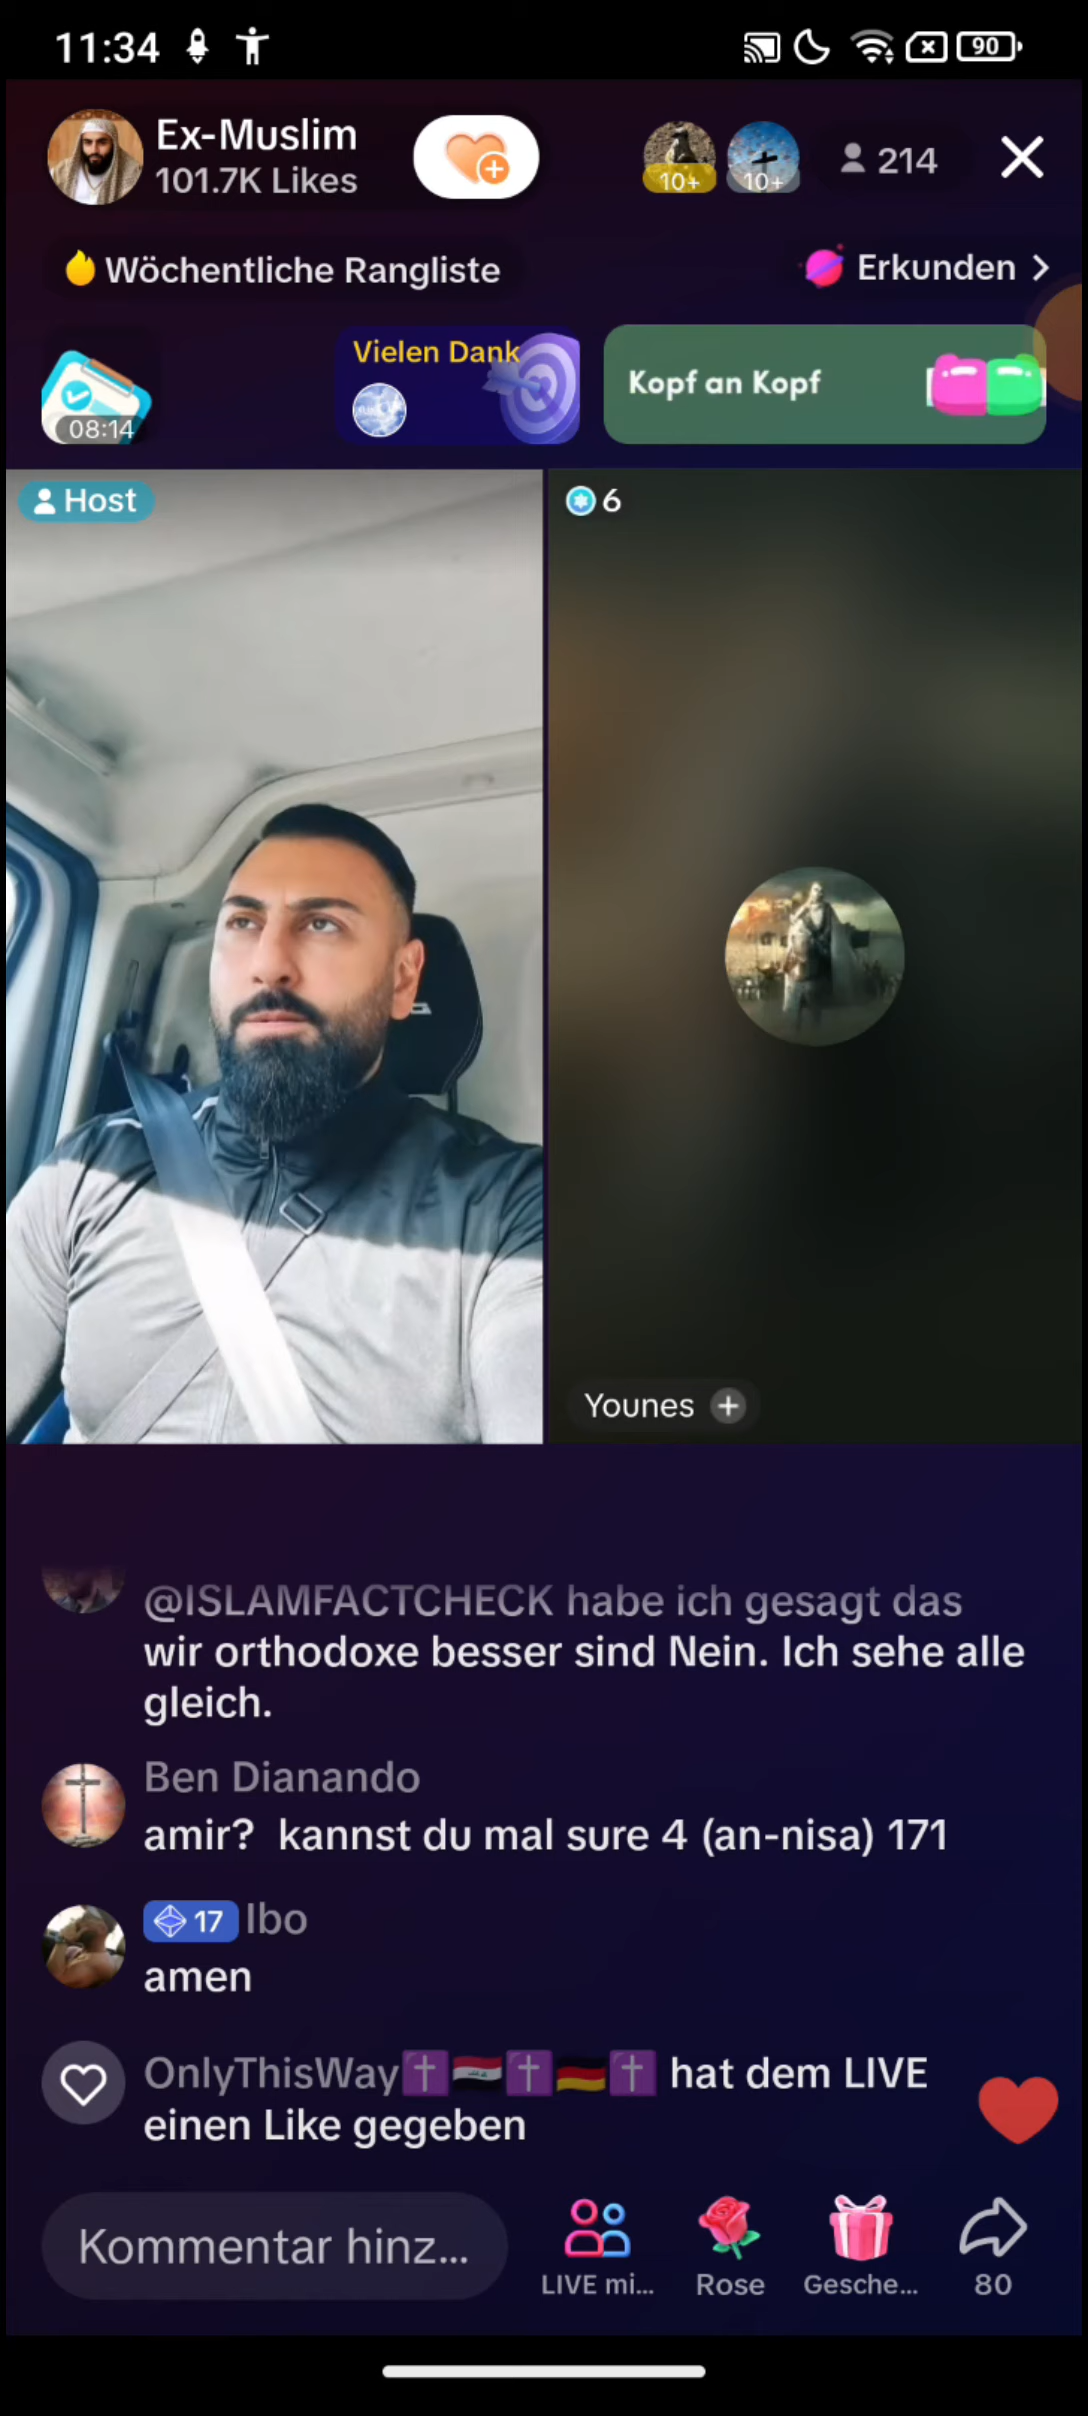 11:34
90
Ex-Muslim
101.7K Likes
10+
10+
214
Wöchentliche Rangliste
Erkunden
08:14
Vielen Dank
Kopf an Kopf
Host
6
Younes
@ISLAMFACTCHECK habe ich gesagt das
wir orthodoxe besser sind Nein. Ich sehe alle
gleich.
Ben Dianando
amir? kannst du mal sure 4 (an-nisa) 171
17 Ibo
amen
OnlyThisWay✝️🇮🇶✝️🇩🇪✝️ hat dem LIVE
einen Like gegeben
Kommentar hinz...
LIVE mi...
Rose
Gesche...
80